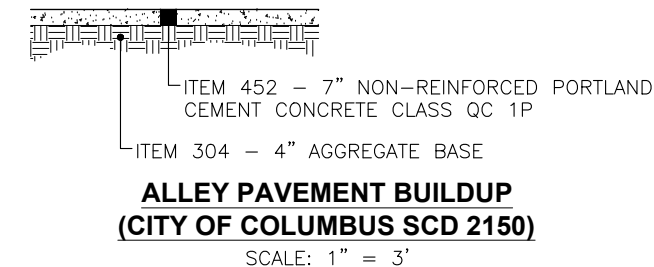 ITEM 452 – 7" NON–REINFORCED PORTLAND
CEMENT CONCRETE CLASS QC 1P
ITEM 304 – 4" AGGREGATE BASE
ALLEY PAVEMENT BUILDUP
(CITY OF COLUMBUS SCD 2150)
SCALE: 1" = 3'